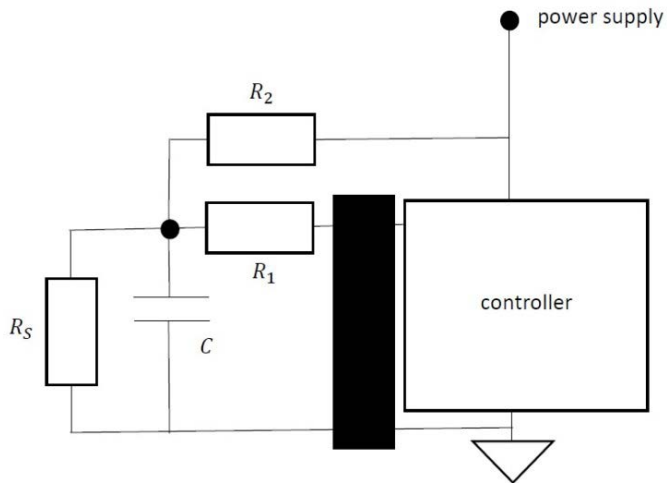 power supply
R₂
R₁
controller
Rₛ
C